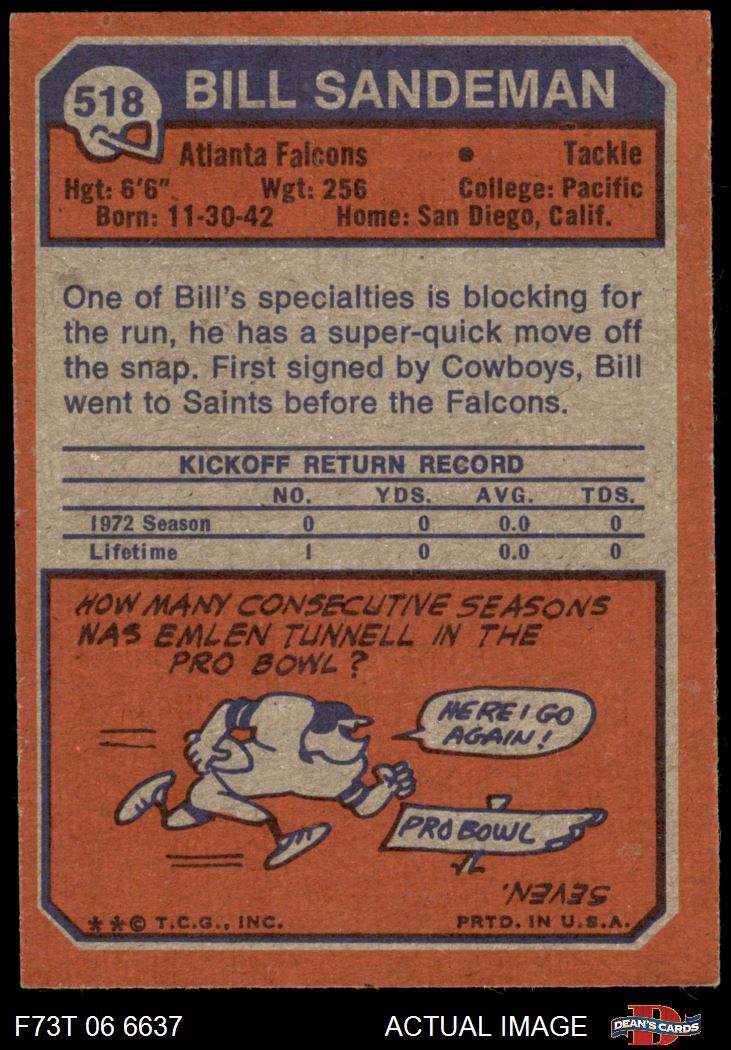 518 BILL SANDEMAN
Atlanta Falcons • Tackle
Hgt: 6'6" Wgt: 256 College: Pacific
Born: 11-30-42 Home: San Diego, Calif.
One of Bill's specialties is blocking for
the run, he has a super-quick move off
the snap. First signed by Cowboys, Bill
went to Saints before the Falcons.
KICKOFF RETURN RECORD
NO. YDS. AVG. TDS.
1972 Season 0 0 0.0 0
Lifetime 1 0 0.0 0
HOW MANY CONSECUTIVE SEASONS
WAS EMLEN TUNNELL IN THE
PRO BOWL?
HERE I GO
AGAIN!
PRO BOWL
SEVEN.
**© T.C.G., INC. PRTD. IN U.S.A.
F73T 06 6637 ACTUAL IMAGE
D
DEAN'S CARDS